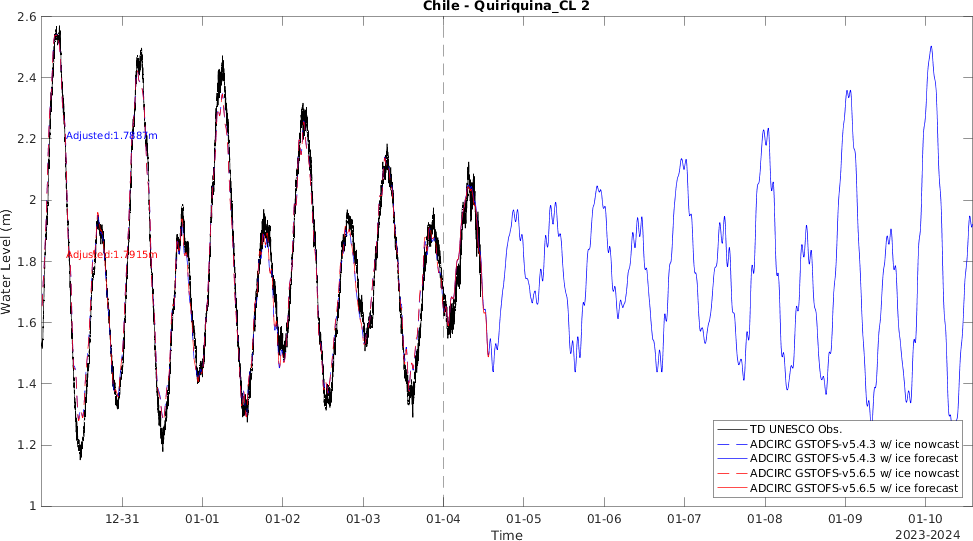 Chile - Quiriquina_CL 2
2.6
2.4
2.2
2
1.8
1.6
1.4
1.2
1
Water Level (m)
Adjusted:1.7887m
Adjusted:1.7915m
TD UNESCO Obs.
ADCIRC GSTOFS-v5.4.3 w/ ice nowcast
ADCIRC GSTOFS-v5.4.3 w/ ice forecast
ADCIRC GSTOFS-v5.6.5 w/ ice nowcast
ADCIRC GSTOFS-v5.6.5 w/ ice forecast
12-31 01-01 01-02 01-03 01-04 01-05 01-06 01-07 01-08 01-09 01-10
Time
2023-2024